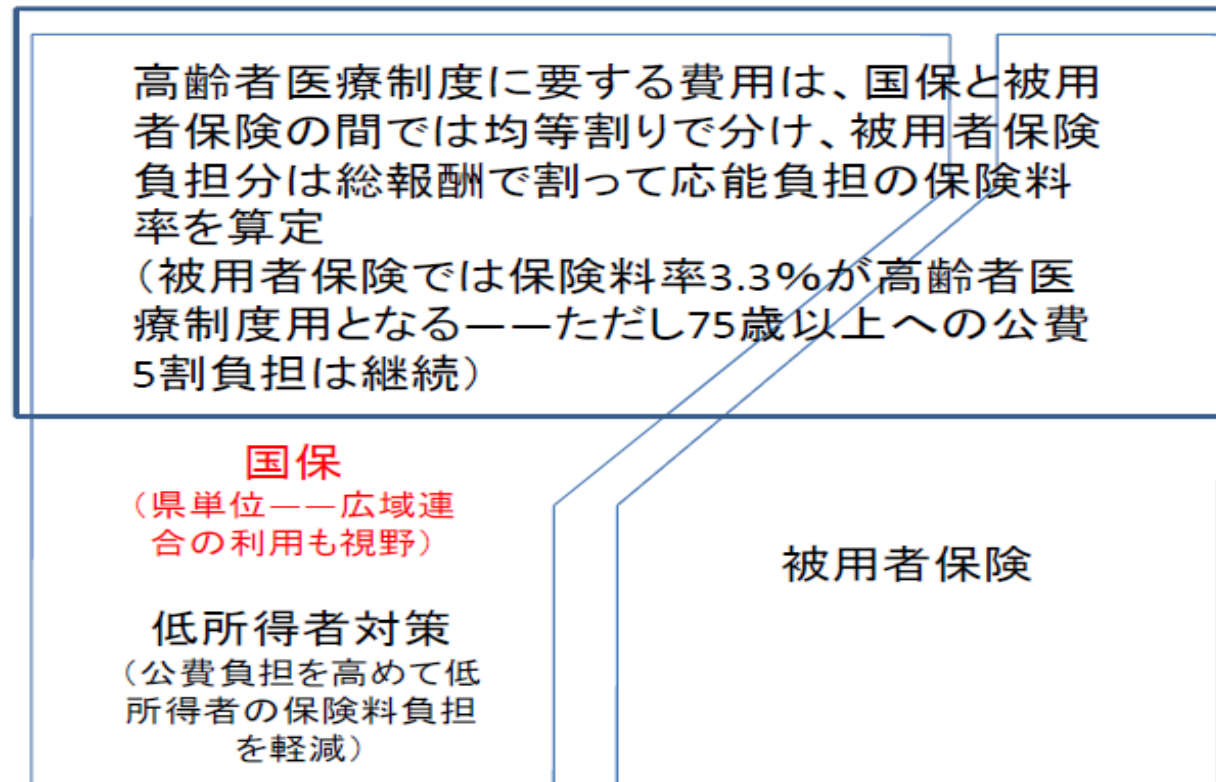 高齢者医療制度に要する費用は、国保と被用
者保険の間では均等割りで分け、被用者保険
負担分は総報酬で割って応能負担の保険料
率を算定
（被用者保険では保険料率3.3%が高齢者医
療制度用となる——ただし75歳以上への公費
5割負担は継続）
国保
（県単位——広域連
合の利用も視野）
被用者保険
低所得者対策
（公費負担を高めて低
所得者の保険料負担
を軽減）